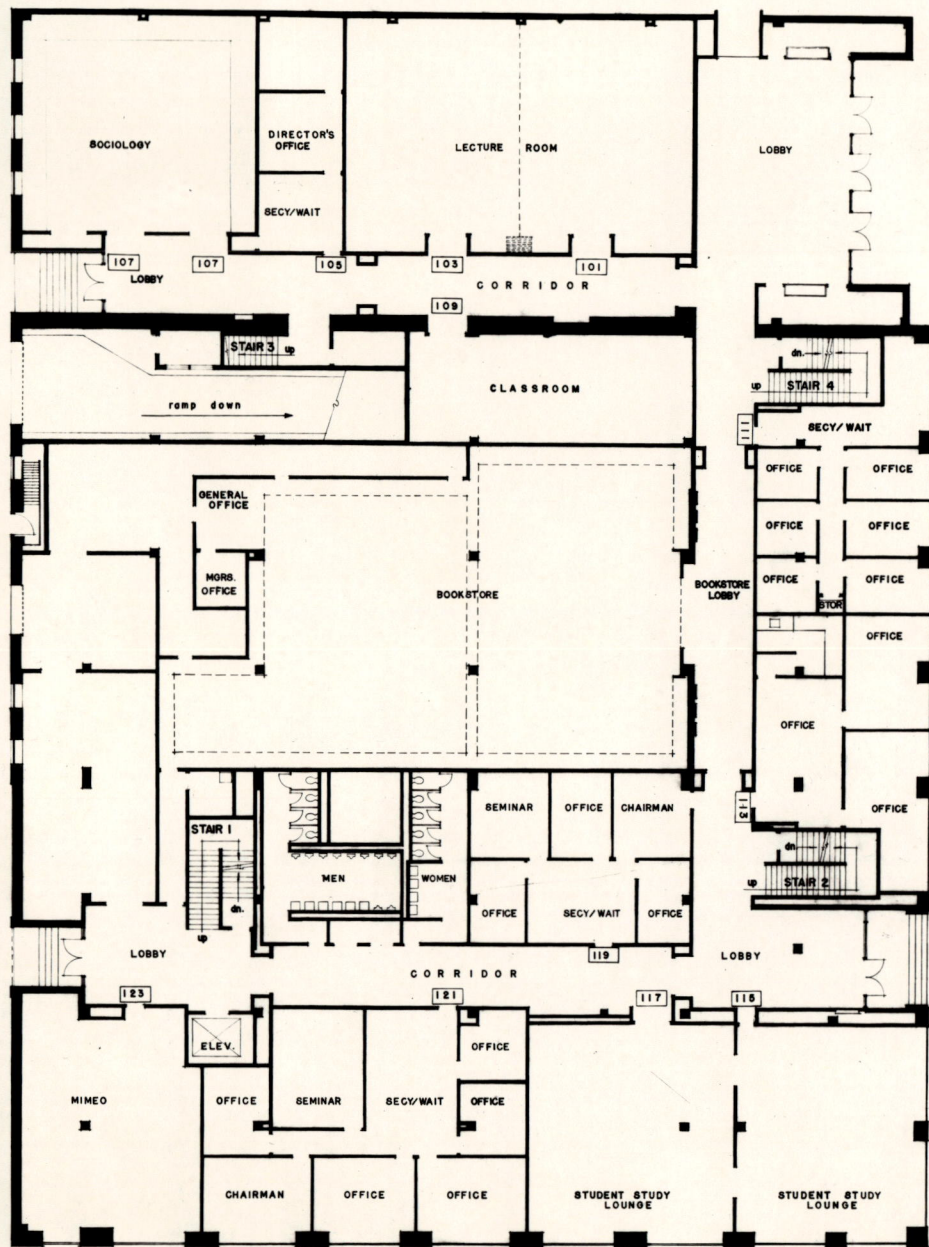 SOCIOLOGY
DIRECTOR'S
OFFICE
SECY/WAIT
LECTURE ROOM
LOBBY
107
107
105
103
101
LOBBY
CORRIDOR
109
STAIR 3
up
CLASSROOM
dn.
up
STAIR 4
ramp down
111
SECY/WAIT
OFFICE
OFFICE
GENERAL
OFFICE
OFFICE
OFFICE
MGRS.
OFFICE
BOOKSTORE
BOOKSTORE
LOBBY
OFFICE
OFFICE
STOR
OFFICE
OFFICE
SEMINAR
OFFICE
CHAIRMAN
113
OFFICE
STAIR 1
dn.
up
MEN
WOMEN
dn.
up
STAIR 2
OFFICE
SECY/WAIT
OFFICE
LOBBY
CORRIDOR
119
LOBBY
123
121
117
115
ELEV.
OFFICE
MIMEO
OFFICE
SEMINAR
SECY/WAIT
OFFICE
CHAIRMAN
OFFICE
OFFICE
STUDENT STUDY
LOUNGE
STUDENT STUDY
LOUNGE